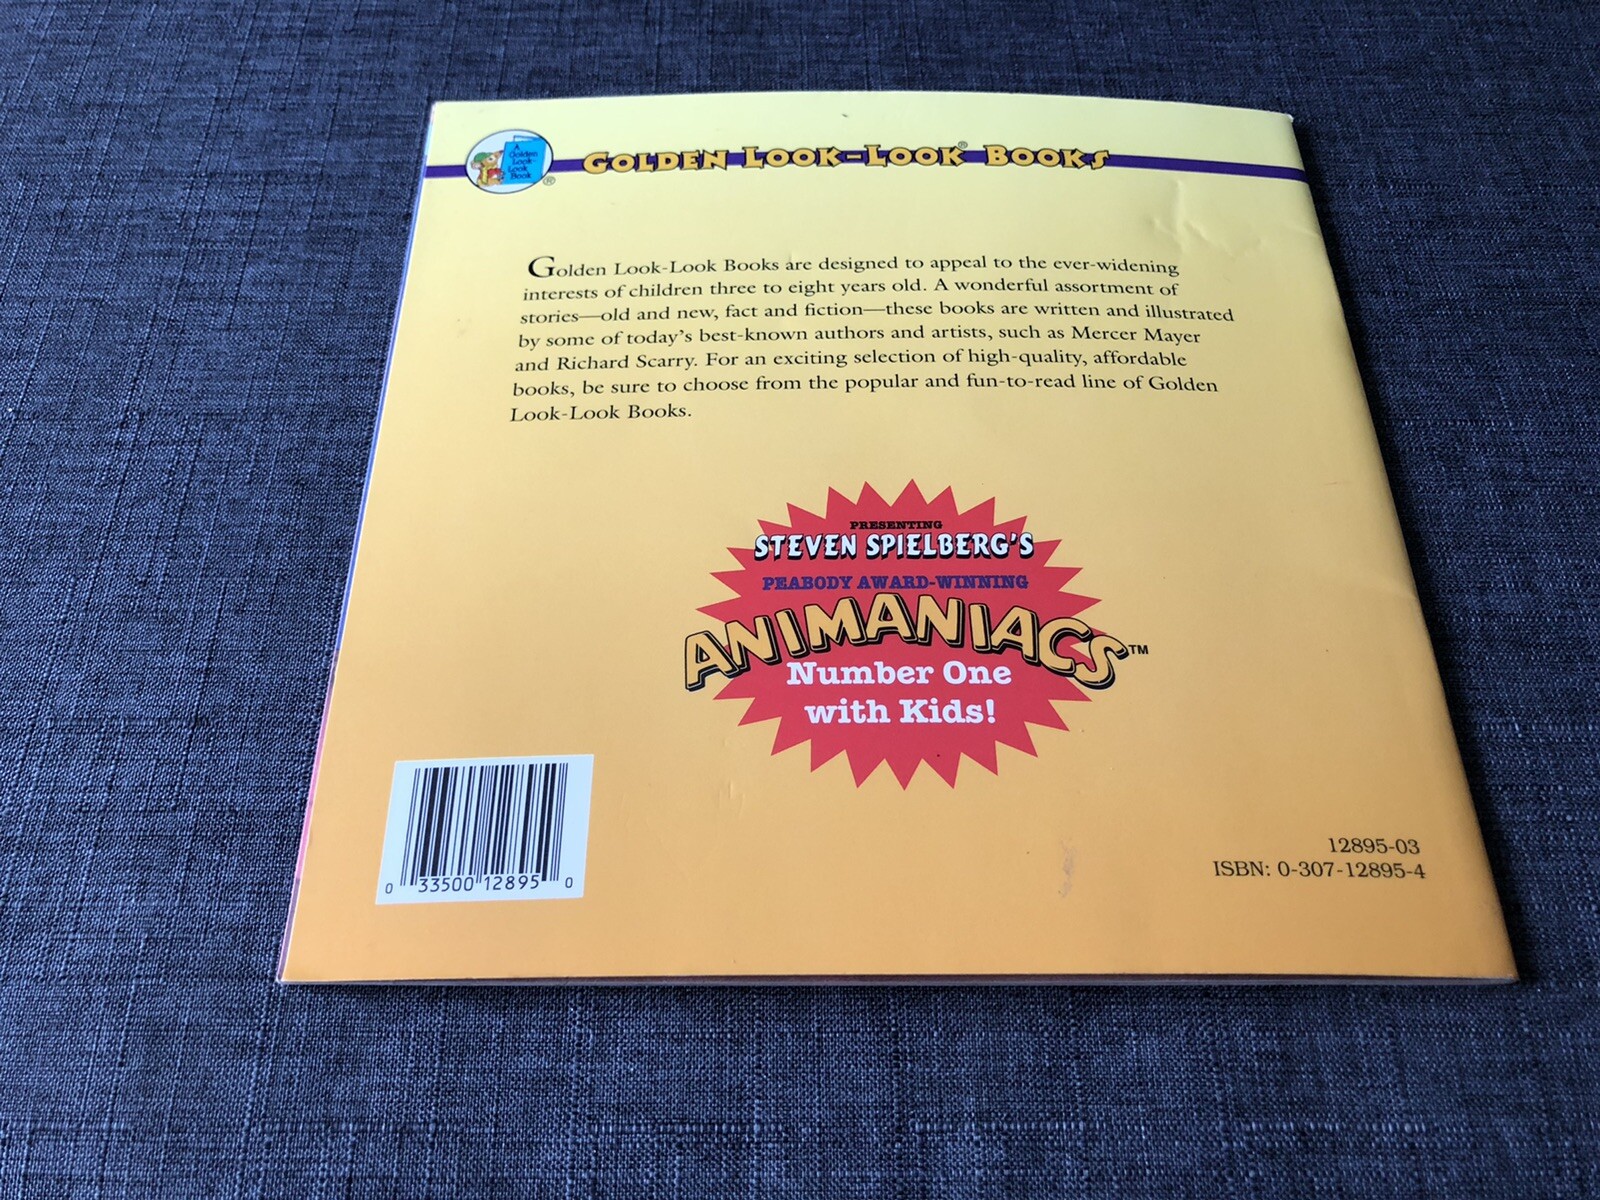 A
Golden
Look-
Look
Book
®
GOLDEN LOOK-LOOK® BOOKS
Golden Look-Look Books are designed to appeal to the ever-widening
interests of children three to eight years old. A wonderful assortment of
stories—old and new, fact and fiction—these books are written and illustrated
by some of today's best-known authors and artists, such as Mercer Mayer
and Richard Scarry. For an exciting selection of high-quality, affordable
books, be sure to choose from the popular and fun-to-read line of Golden
Look-Look Books.
PRESENTING
STEVEN SPIELBERG'S
PEABODY AWARD-WINNING
ANIMANIACS™
Number One
with Kids!
0 33500 12895 0
12895-03
ISBN: 0-307-12895-4